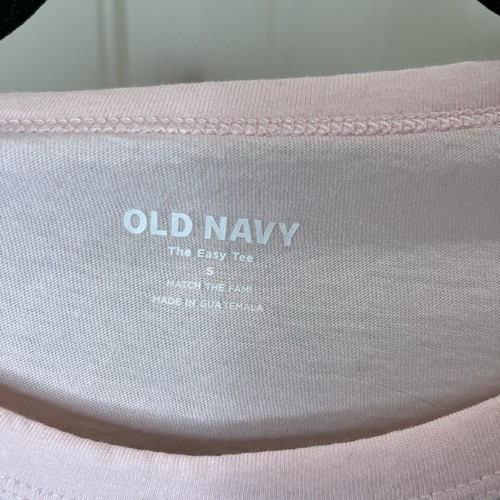 OLD NAVY
The Easy Tee
S
MATCH THE FAM!
MADE IN GUATEMALA